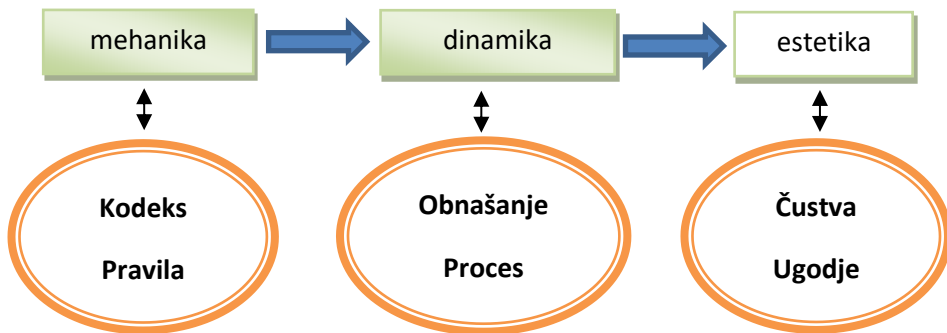 mehanika
dinamika
estetika
Kodeks
Pravila
Obnašanje
Proces
Čustva
Ugodje